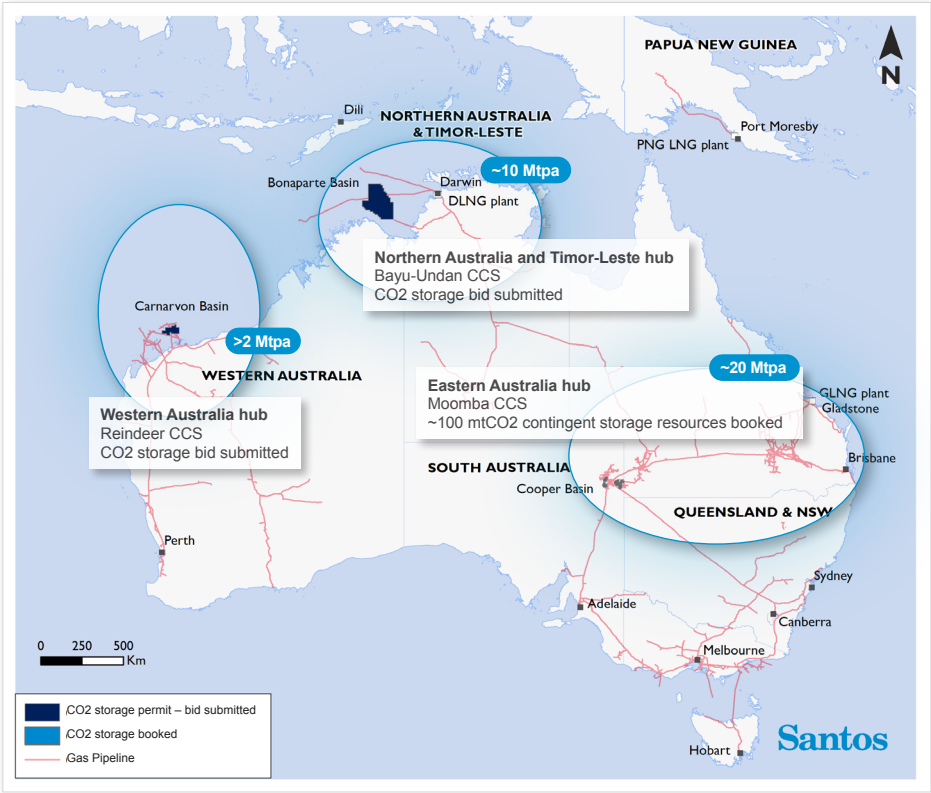 PAPUA NEW GUINEA
N
Dili
NORTHERN AUSTRALIA
& TIMOR-LESTE
Port Moresby
PNG LNG plant
~10 Mtpa
Bonaparte Basin
Darwin
DLNG plant
Northern Australia and Timor-Leste hub
Bayu-Undan CCS
CO2 storage bid submitted
Carnarvon Basin
>2 Mtpa
WESTERN AUSTRALIA
~20 Mtpa
Eastern Australia hub
Moomba CCS
~100 mtCO2 contingent storage resources booked
GLNG plant
Gladstone
Western Australia hub
Reindeer CCS
CO2 storage bid submitted
Brisbane
SOUTH AUSTRALIA
Cooper Basin
QUEENSLAND & NSW
Perth
Sydney
Adelaide
Canberra
Melbourne
0 250 500
Km
CO2 storage permit – bid submitted
CO2 storage booked
Gas Pipeline
Hobart
Santos